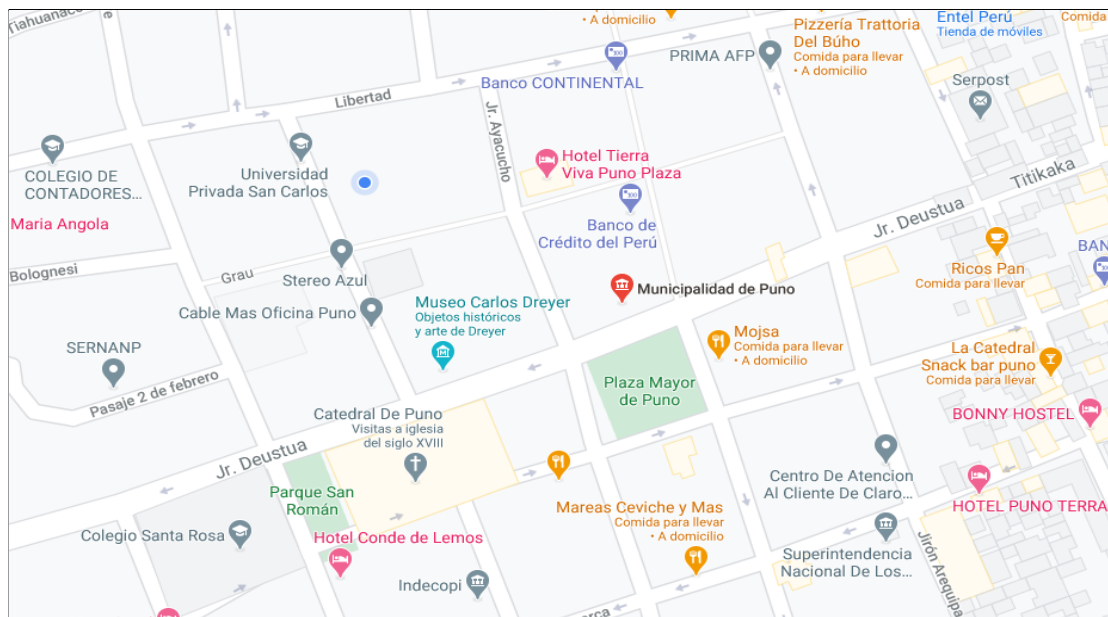 Tiahuanaco
• A domicilio
Pizzería Trattoria
Del Búho
Comida para llevar
• A domicilio
Entel Perú
Tienda de móviles
Comida
PRIMA AFP
Banco CONTINENTAL
Serpost
Libertad
Jr. Ayacucho
COLEGIO DE
CONTADORES...
Universidad
Privada San Carlos
Hotel Tierra
Viva Puno Plaza
Titikaka
Jr. Deustua
Maria Angola
Banco de
Crédito del Perú
BAN
Bolognesi
Grau
Stereo Azul
Ricos Pan
Comida para llevar
Municipalidad de Puno
Museo Carlos Dreyer
Objetos históricos
y arte de Dreyer
Cable Mas Oficina Puno
Mojsa
Comida para llevar
• A domicilio
SERNANP
La Catedral
Snack bar puno
Comida para llevar
Pasaje 2 de febrero
Plaza Mayor
de Puno
Catedral De Puno
Visitas a iglesia
del siglo XVIII
BONNY HOSTEL
Jr. Deustua
Centro De Atencion
Al Cliente De Claro...
Parque San
Román
Mareas Ceviche y Mas
Comida para llevar
• A domicilio
HOTEL PUNO TERRA
Colegio Santa Rosa
Hotel Conde de Lemos
Superintendencia
Nacional De Los...
Indecopi
Jirón Arequipa